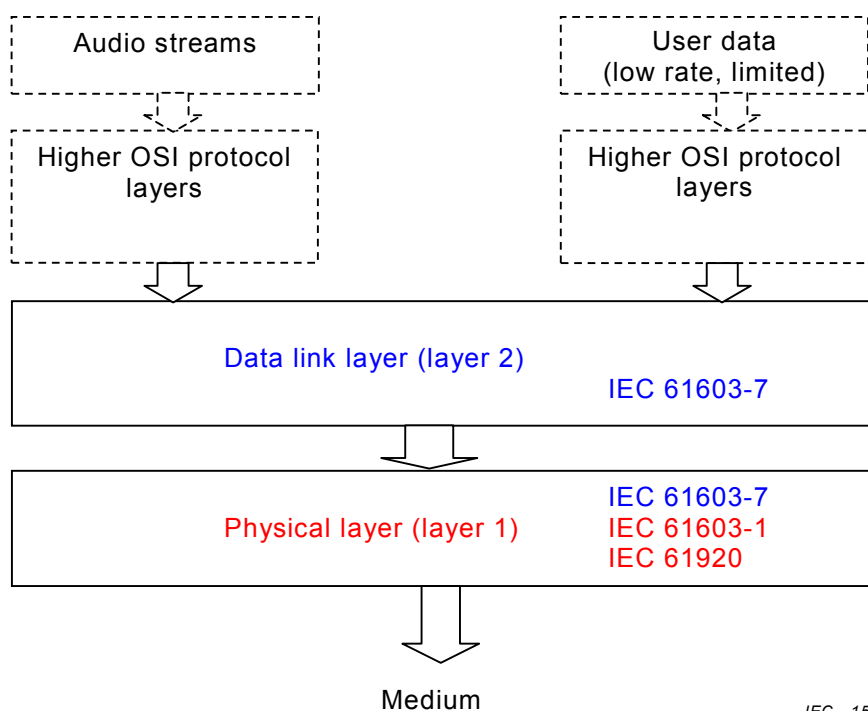 Audio streams
User data
(low rate, limited)
Higher OSI protocol
layers
Higher OSI protocol
layers
Data link layer (layer 2)
IEC 61603-7
IEC 61603-7
Physical layer (layer 1)
IEC 61603-1
IEC 61920
Medium
IEC